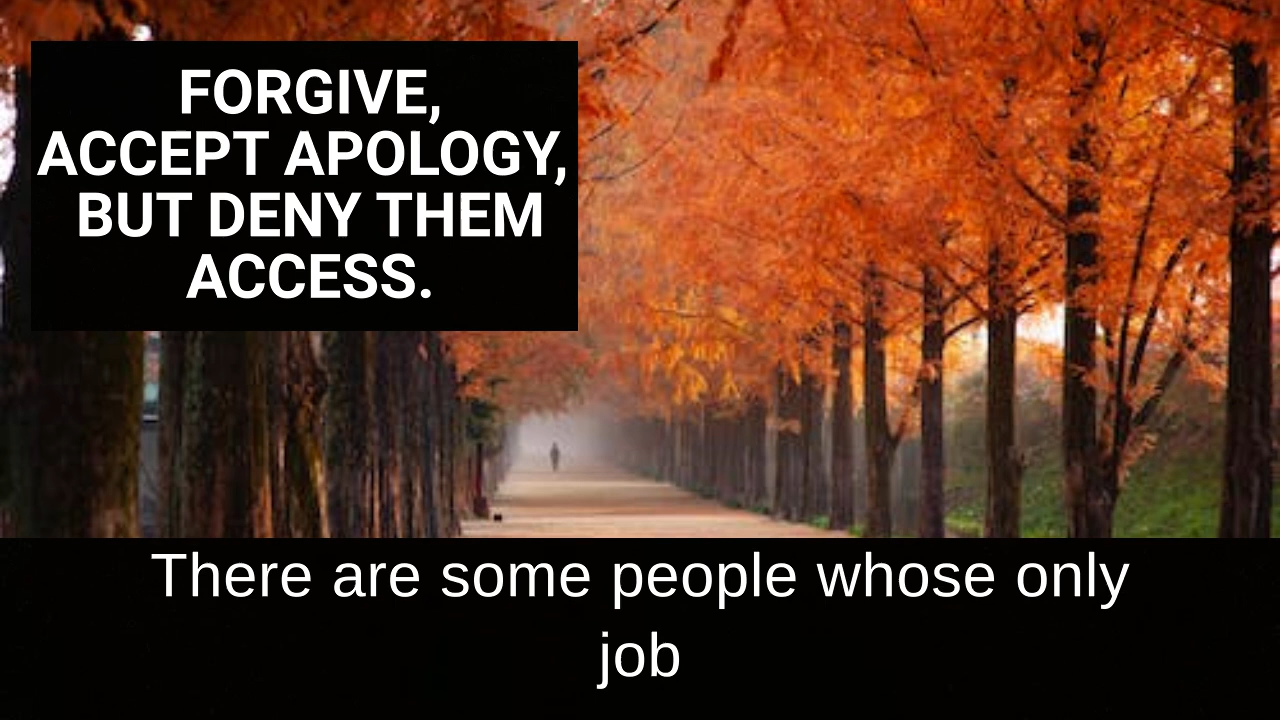 FORGIVE,
ACCEPT APOLOGY,
BUT DENY THEM
ACCESS.
There are some people whose only
job